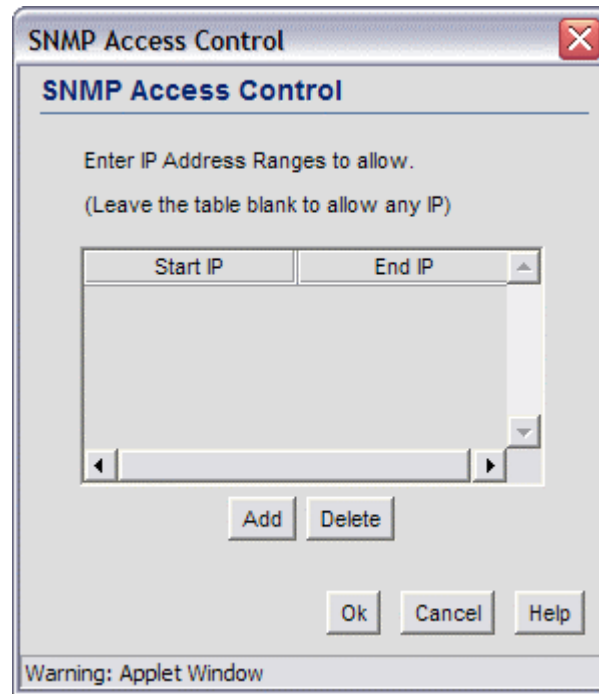 SNMP Access Control
SNMP Access Control
Enter IP Address Ranges to allow.
(Leave the table blank to allow any IP)
Start IP End IP
Add Delete
Ok Cancel Help
Warning: Applet Window